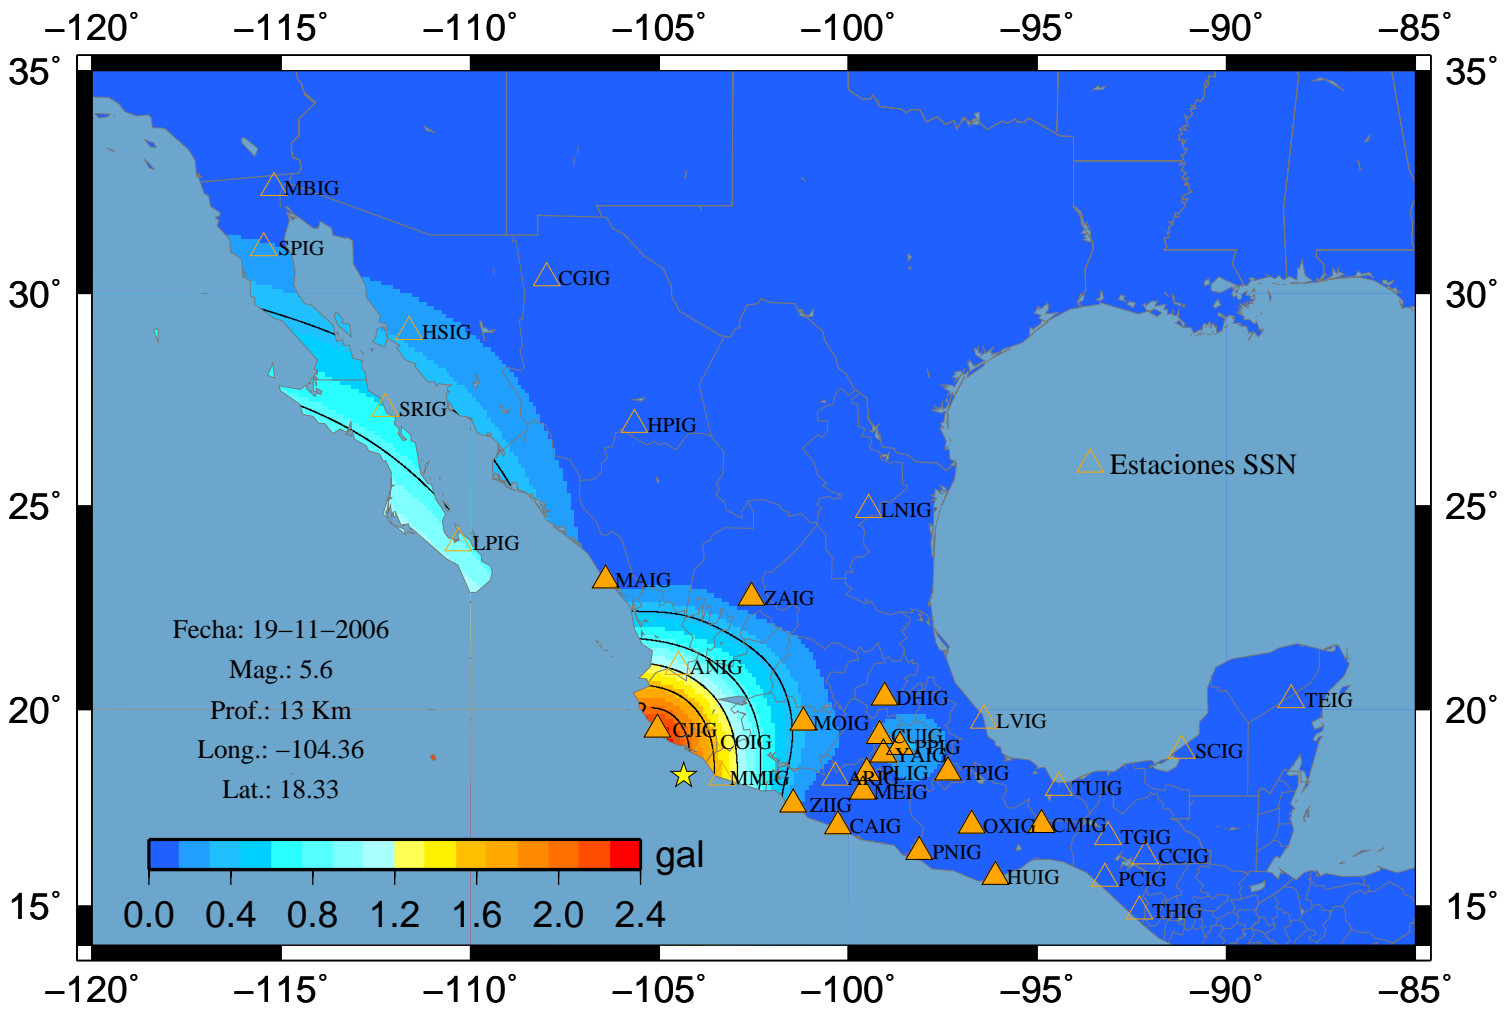 −120˚ −115˚ −110˚ −105˚ −100˚ −95˚ −90˚ −85˚
35˚ 35˚
MBIG
SPIG
CGIG
30˚ 30˚
HSIG
SRIG
HPIG
Estaciones SSN
25˚ 25˚
LNIG
LPIG
MAIG
ZAIG
Fecha: 19−11−2006
Mag.: 5.6
ANIG
DHIG
TEIG
Prof.: 13 Km
20˚ 20˚
LVIG
MOIG
CJIG
CUIG
COIG
PPIG
YAIG
SCIG
Long.: −104.36
PLIG
TPIG
MMIG
ARIG
TUIG
Lat.: 18.33
MEIG
ZIIG
CAIG
OXIG
CMIG
TGIG
gal
PNIG
CCIG
HUIG
PCIG
THIG
15˚ 15˚
0.0 0.4 0.8 1.2 1.6 2.0 2.4
−120˚ −115˚ −110˚ −105˚ −100˚ −95˚ −90˚ −85˚